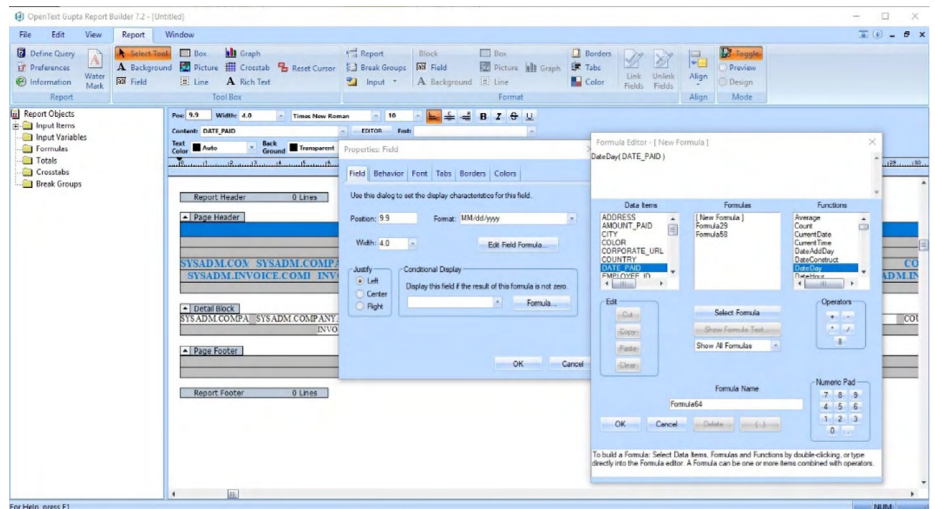 OpenText Gupta Report Builder 7.2 - [Untitled]
File Edit View Report Window
Define Query Select Tool Box Graph Report Block Box Borders Toggle
Preferences Background Picture Crosstab Reset Cursor Break Groups Field Picture Graph Tabs Preview
Information Water Mark Field Line A Rich Text Input Background Line Color Link Fields Unlink Fields Align Design
Report Tool Box Format Align Mode
Report Objects
Input Items
Input Variables
Formulas
Totals
Crosstabs
Break Groups
Pos: 9.9 Width: 4.0 Times New Roman 10 B I U
Content: DATE_PAID EDITOR Fmt:
Text Color Auto Back Ground Transparent
Report Header 0 Lines
Page Header
SYSADM.COM SYSADM.COMPA
SYSADM.INVOICE.COMI INV
Detail Block
SYSADM.COMPA SYSADM.COMPANY.
INVO
Page Footer
Report Footer 0 Lines
Properties: Field
Field Behavior Font Tabs Borders Colors
Use this dialog to set the display characteristics for this field.
Position: 9.9 Format: MM/dd/yyyy
Width: 4.0 Edit Field Formula...
Justify Conditional Display
Left Display this field if the result of this formula is not zero.
Center
Right Formula...
OK Cancel
Formula Editor - [ New Formula ]
DateDay( DATE_PAID )
Data Items Formulas Functions
ADDRESS [ New Formula ] Average
AMOUNT_PAID Formula29 Count
CITY Formula58 CurrentDate
COLOR CurrentTime
CORPORATE_URL DateAddDay
COUNTRY DateConstruct
DATE_PAID DateDay
EMPLOYEE_ID DateHour
Edit Select Formula Operators
Cut + -
Copy Show Formula Text... * /
Paste Show All Formulas
Clear
Formula Name Numeric Pad
Formula64 7 8 9
4 5 6
OK Cancel Delete (..) 1 2 3
0 .
To build a Formula: Select Data Items, Formulas and Functions by double-clicking, or type
directly into the Formula editor. A Formula can be one or more items combined with operators.
For Help, press F1 NUM